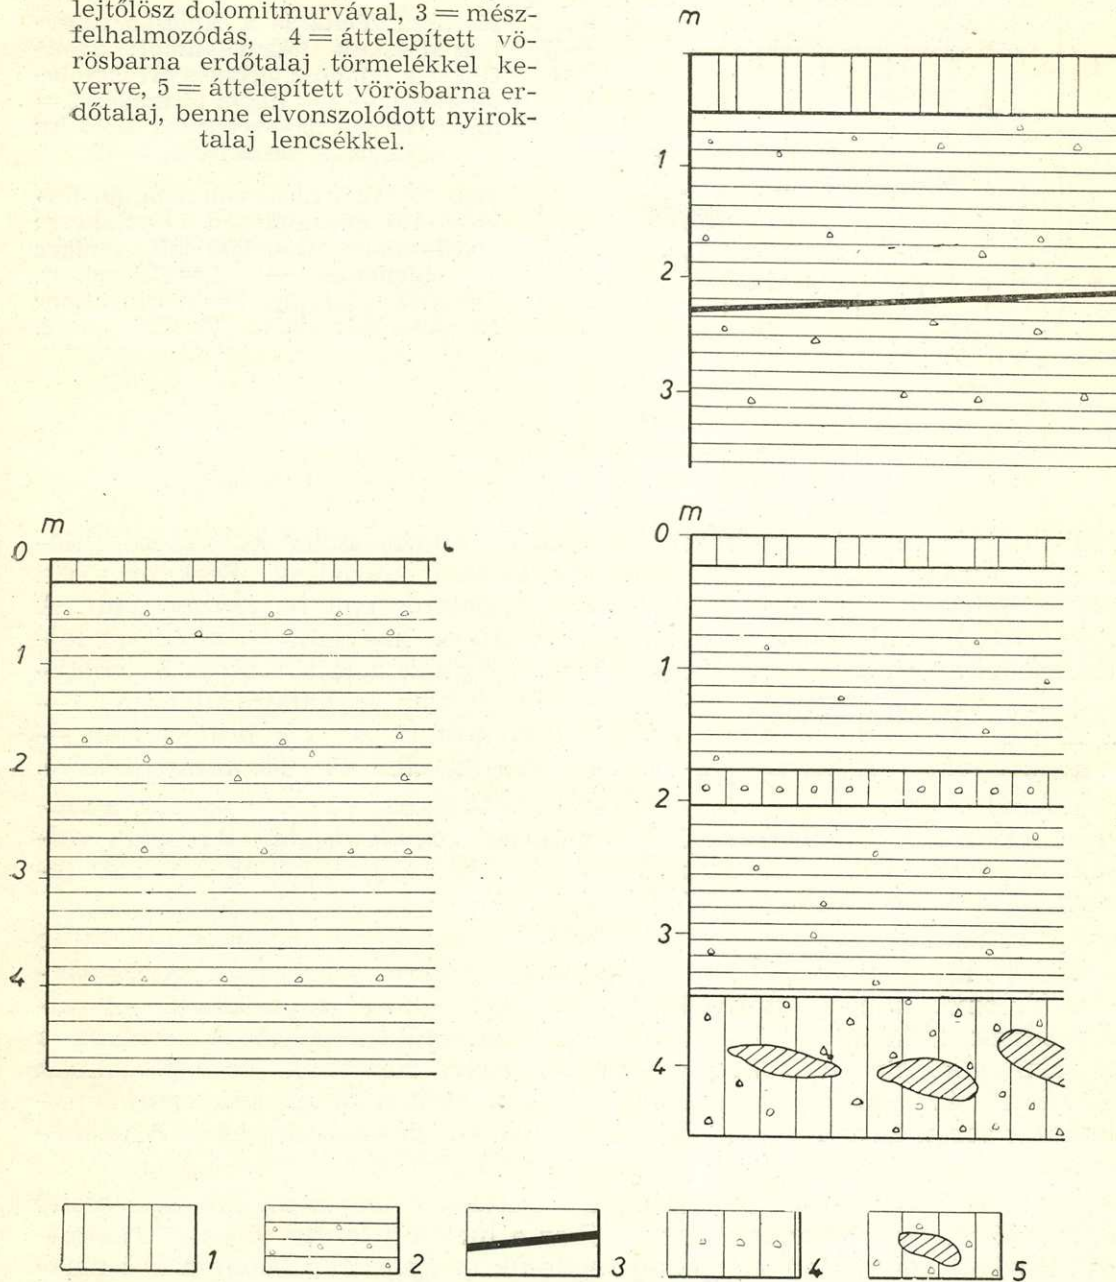 lejtőlösz dolomitmurvával, 3 = mész-
felhalmozódás, 4 = áttelepített vö-
rösbarna erdőtalaj törmelékkel ke-
verve, 5 = áttelepített vörösbarna er-
dőtalaj, benne elvonszolódott nyirok-
talaj lencsékkel.
m
1
2
3
m
0
1
2
3
4
0 m
1
2
3
4
1 2 3 4 5